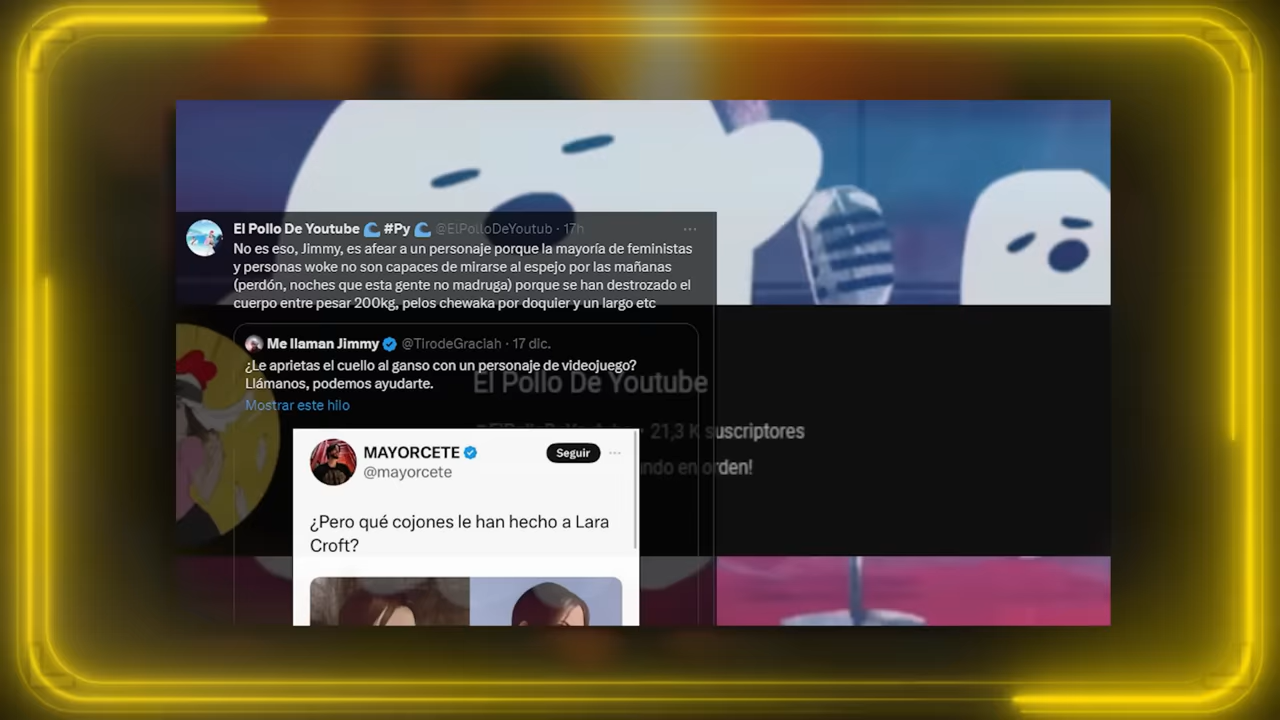 El Pollo De Youtube 🌊 #Py 🌊 @ElPolloDeYoutub · 17h
No es eso, Jimmy, es afear a un personaje porque la mayoría de feministas
y personas woke no son capaces de mirarse al espejo por las mañanas
(perdón, noches que esta gente no madruga) porque se han destrozado el
cuerpo entre pesar 200kg, pelos chewaka por doquier y un largo etc
Me llaman Jimmy @TirodeGraciah · 17 dic.
¿Le aprietas el cuello al ganso con un personaje de videojuego?
Llámanos, podemos ayudarte.
Mostrar este hilo
MAYORCETE
Seguir
@mayorcete
¿Pero qué cojones le han hecho a Lara
Croft?
El Pollo De Youtube
· 21,3 K suscriptores
en orden!